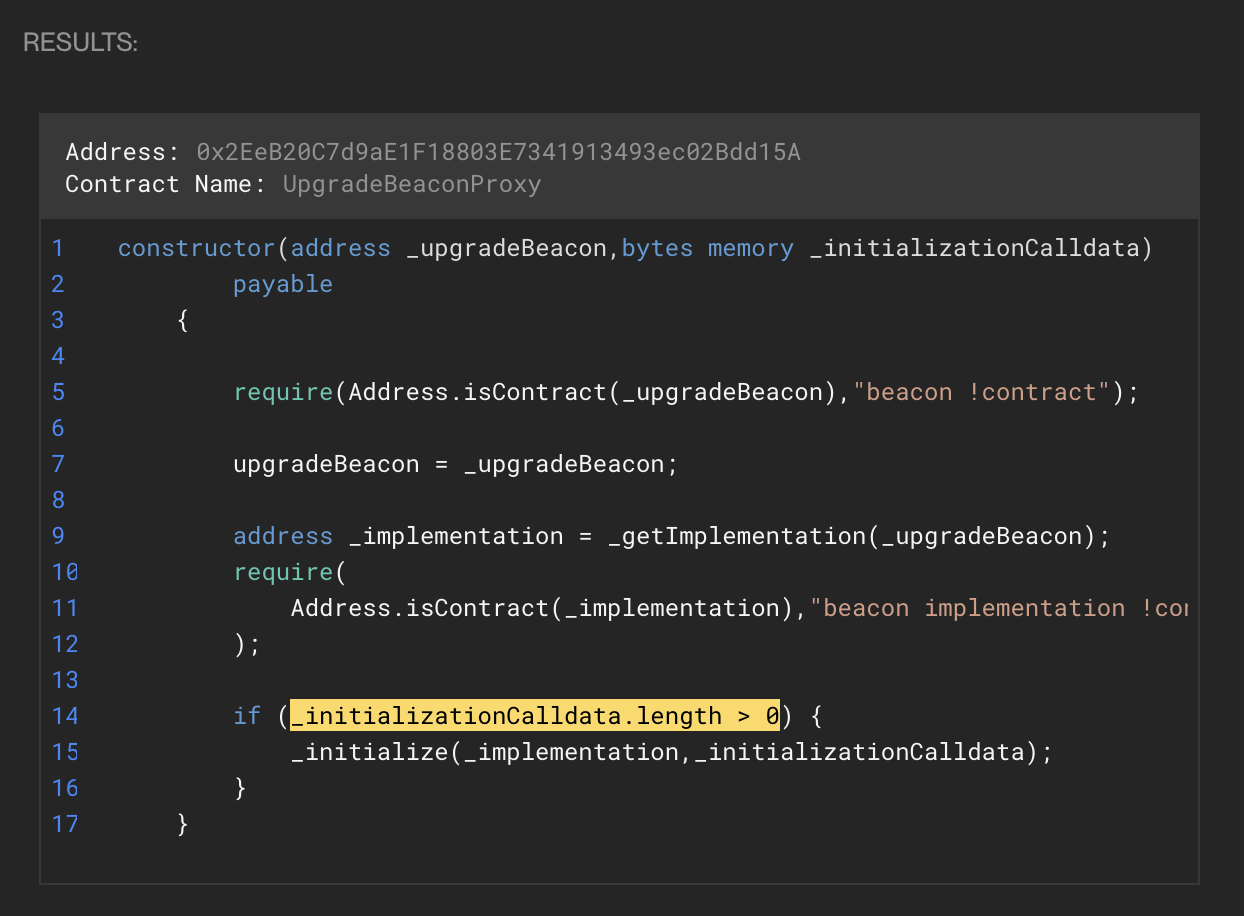 RESULTS:
Address: 0x2EeB20C7d9aE1F18803E7341913493ec02Bdd15A
Contract Name: UpgradeBeaconProxy
1 constructor(address _upgradeBeacon,bytes memory _initializationCalldata)
2 payable
3 {
4
5 require(Address.isContract(_upgradeBeacon),"beacon !contract");
6
7 upgradeBeacon = _upgradeBeacon;
8
9 address _implementation = _getImplementation(_upgradeBeacon);
10 require(
11 Address.isContract(_implementation),"beacon implementation !con
12 );
13
14 if (_initializationCalldata.length > 0) {
15 _initialize(_implementation,_initializationCalldata);
16 }
17 }